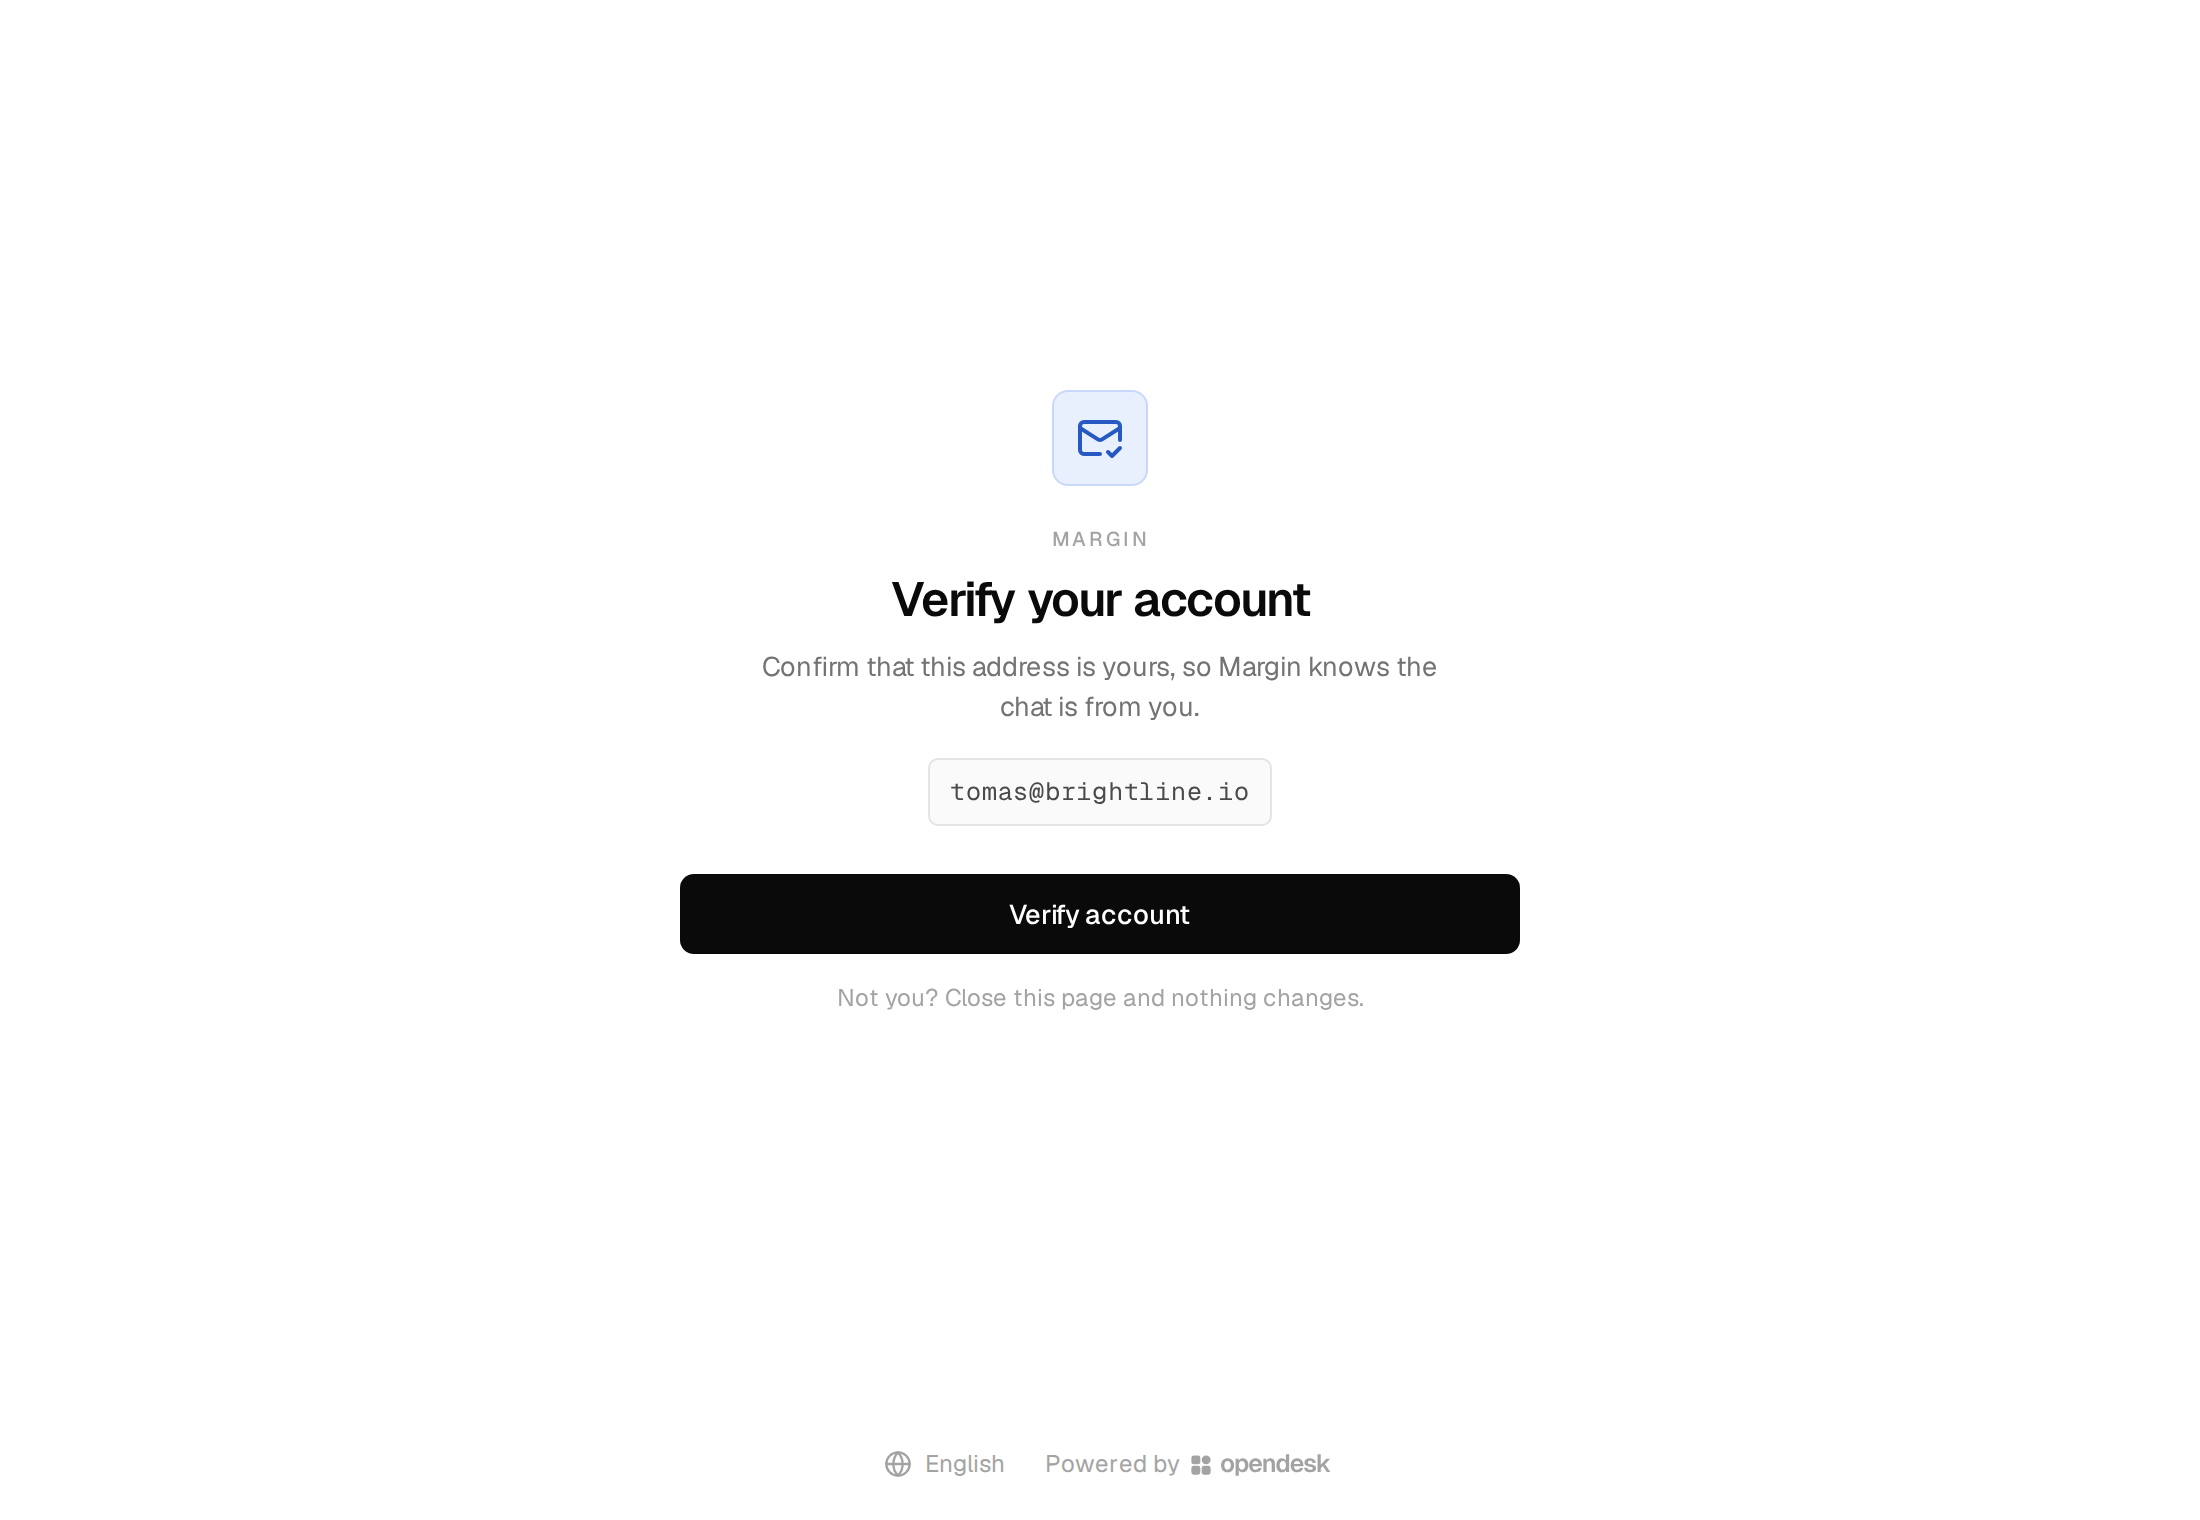 MARGIN
Verify your account
Confirm that this address is yours, so Margin knows the
chat is from you.
tomas@brightline.io
Verify account
Not you? Close this page and nothing changes.
English Powered by opendesk